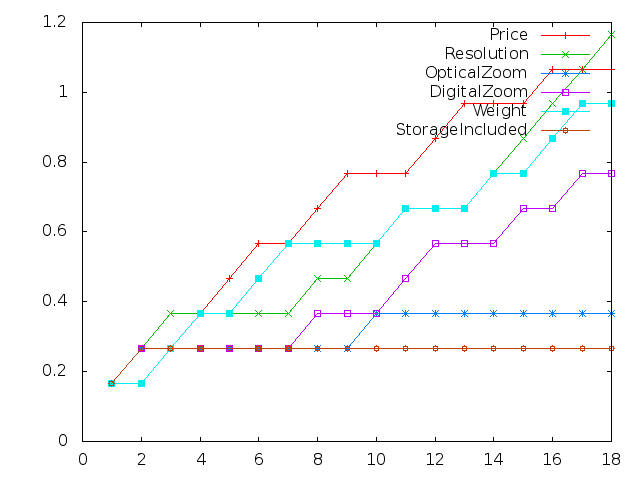 1.2
1
0.8
0.6
0.4
0.2
0
0 2 4 6 8 10 12 14 16 18
Price
Resolution
OpticalZoom
DigitalZoom
Weight
StorageIncluded